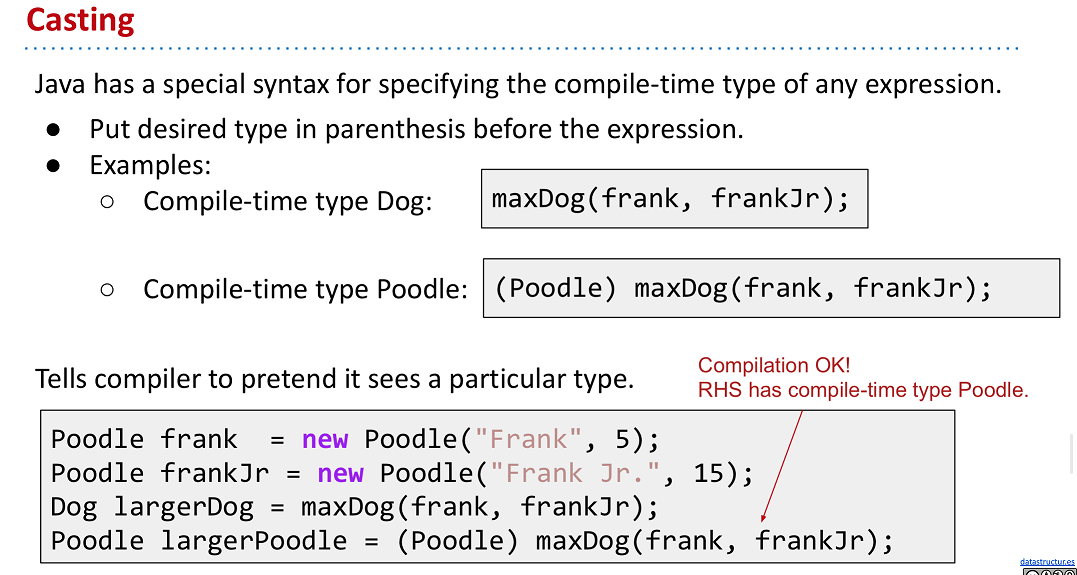 Casting
Java has a special syntax for specifying the compile-time type of any expression.
● Put desired type in parenthesis before the expression.
● Examples:
○ Compile-time type Dog: maxDog(frank, frankJr);
○ Compile-time type Poodle: (Poodle) maxDog(frank, frankJr);
Tells compiler to pretend it sees a particular type.
Compilation OK!
RHS has compile-time type Poodle.
Poodle frank  = new Poodle("Frank", 5);
Poodle frankJr = new Poodle("Frank Jr.", 15);
Dog largerDog = maxDog(frank, frankJr);
Poodle largerPoodle = (Poodle) maxDog(frank, frankJr);
datastructur.es